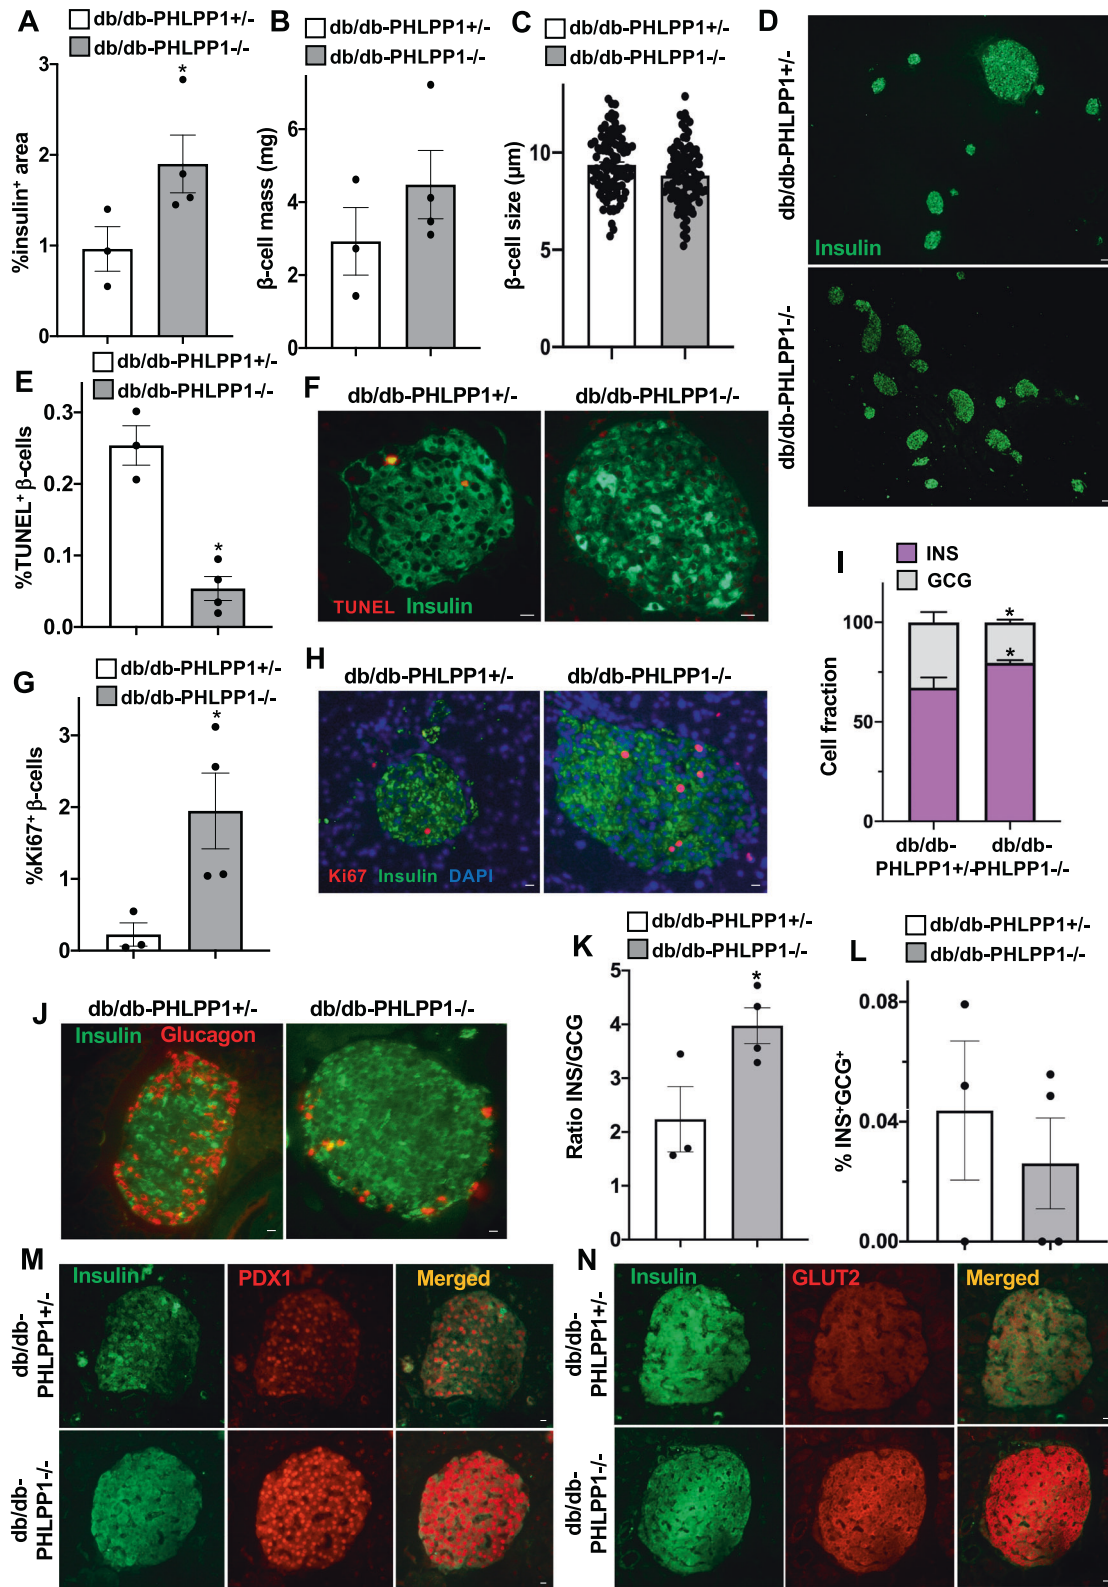 A
db/db-PHLPP1+/-
db/db-PHLPP1-/-
%insulin⁺ area
3
2
1
0
*
B
db/db-PHLPP1+/-
db/db-PHLPP1-/-
β-cell mass (mg)
6
4
2
0
C
db/db-PHLPP1+/-
db/db-PHLPP1-/-
β-cell size (µm)
10
5
0
D
db/db-PHLPP1+/-
Insulin
db/db-PHLPP1-/-
E
db/db-PHLPP1+/-
db/db-PHLPP1-/-
%TUNEL⁺ β-cells
0.3
0.2
0.1
0.0
*
F
db/db-PHLPP1+/-
db/db-PHLPP1-/-
TUNEL Insulin
G
db/db-PHLPP1+/-
db/db-PHLPP1-/-
%Ki67⁺ β-cells
3
2
1
0
*
H
db/db-PHLPP1+/-
db/db-PHLPP1-/-
Ki67 Insulin DAPI
I
INS
GCG
Cell fraction
100
50
0
*
*
db/db-
PHLPP1+/-
db/db-
PHLPP1-/-
J
db/db-PHLPP1+/-
db/db-PHLPP1-/-
Insulin Glucagon
K
db/db-PHLPP1+/-
db/db-PHLPP1-/-
Ratio INS/GCG
5
4
3
2
1
0
*
L
db/db-PHLPP1+/-
db/db-PHLPP1-/-
% INS⁺GCG⁺
0.08
0.04
0.00
M
Insulin
PDX1
Merged
db/db-
PHLPP1+/-
db/db-
PHLPP1-/-
N
Insulin
GLUT2
Merged
db/db-
PHLPP1+/-
db/db-
PHLPP1-/-